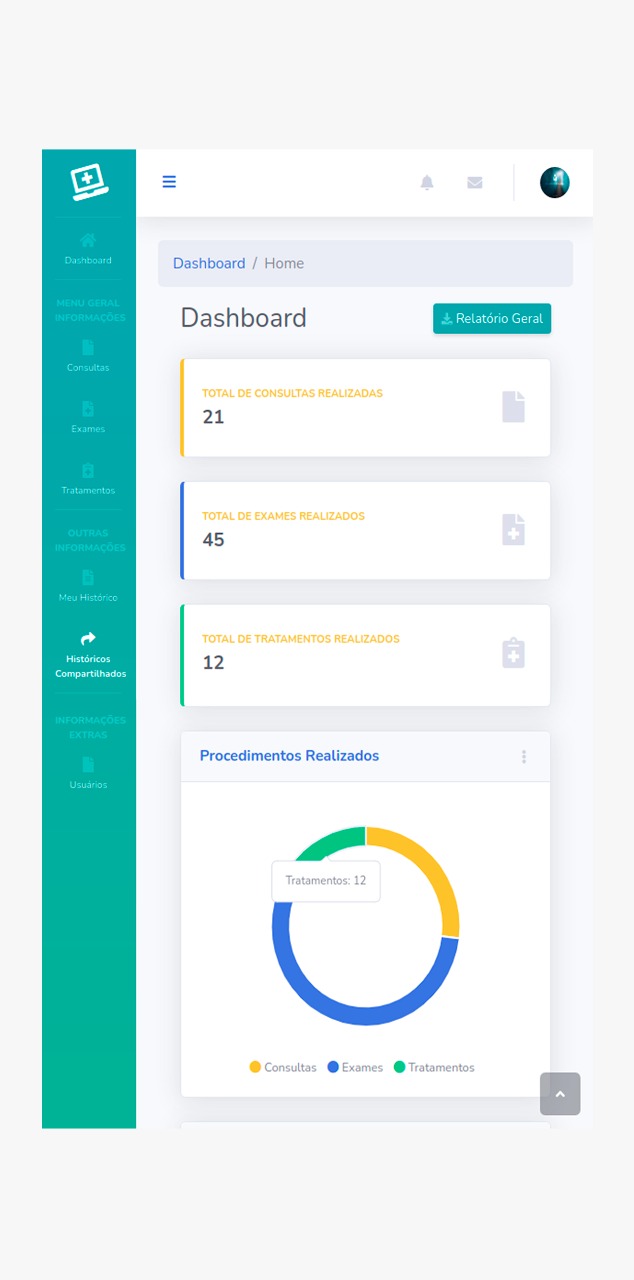 Dashboard
MENU GERAL
INFORMAÇÕES
Consultas
Exames
Tratamentos
OUTRAS
INFORMAÇÕES
Meu Histórico
Históricos
Compartilhados
INFORMAÇÕES
EXTRAS
Usuários
Dashboard / Home
Dashboard
Relatório Geral
TOTAL DE CONSULTAS REALIZADAS
21
TOTAL DE EXAMES REALIZADOS
45
TOTAL DE TRATAMENTOS REALIZADOS
12
Procedimentos Realizados
Tratamentos: 12
Consultas Exames Tratamentos